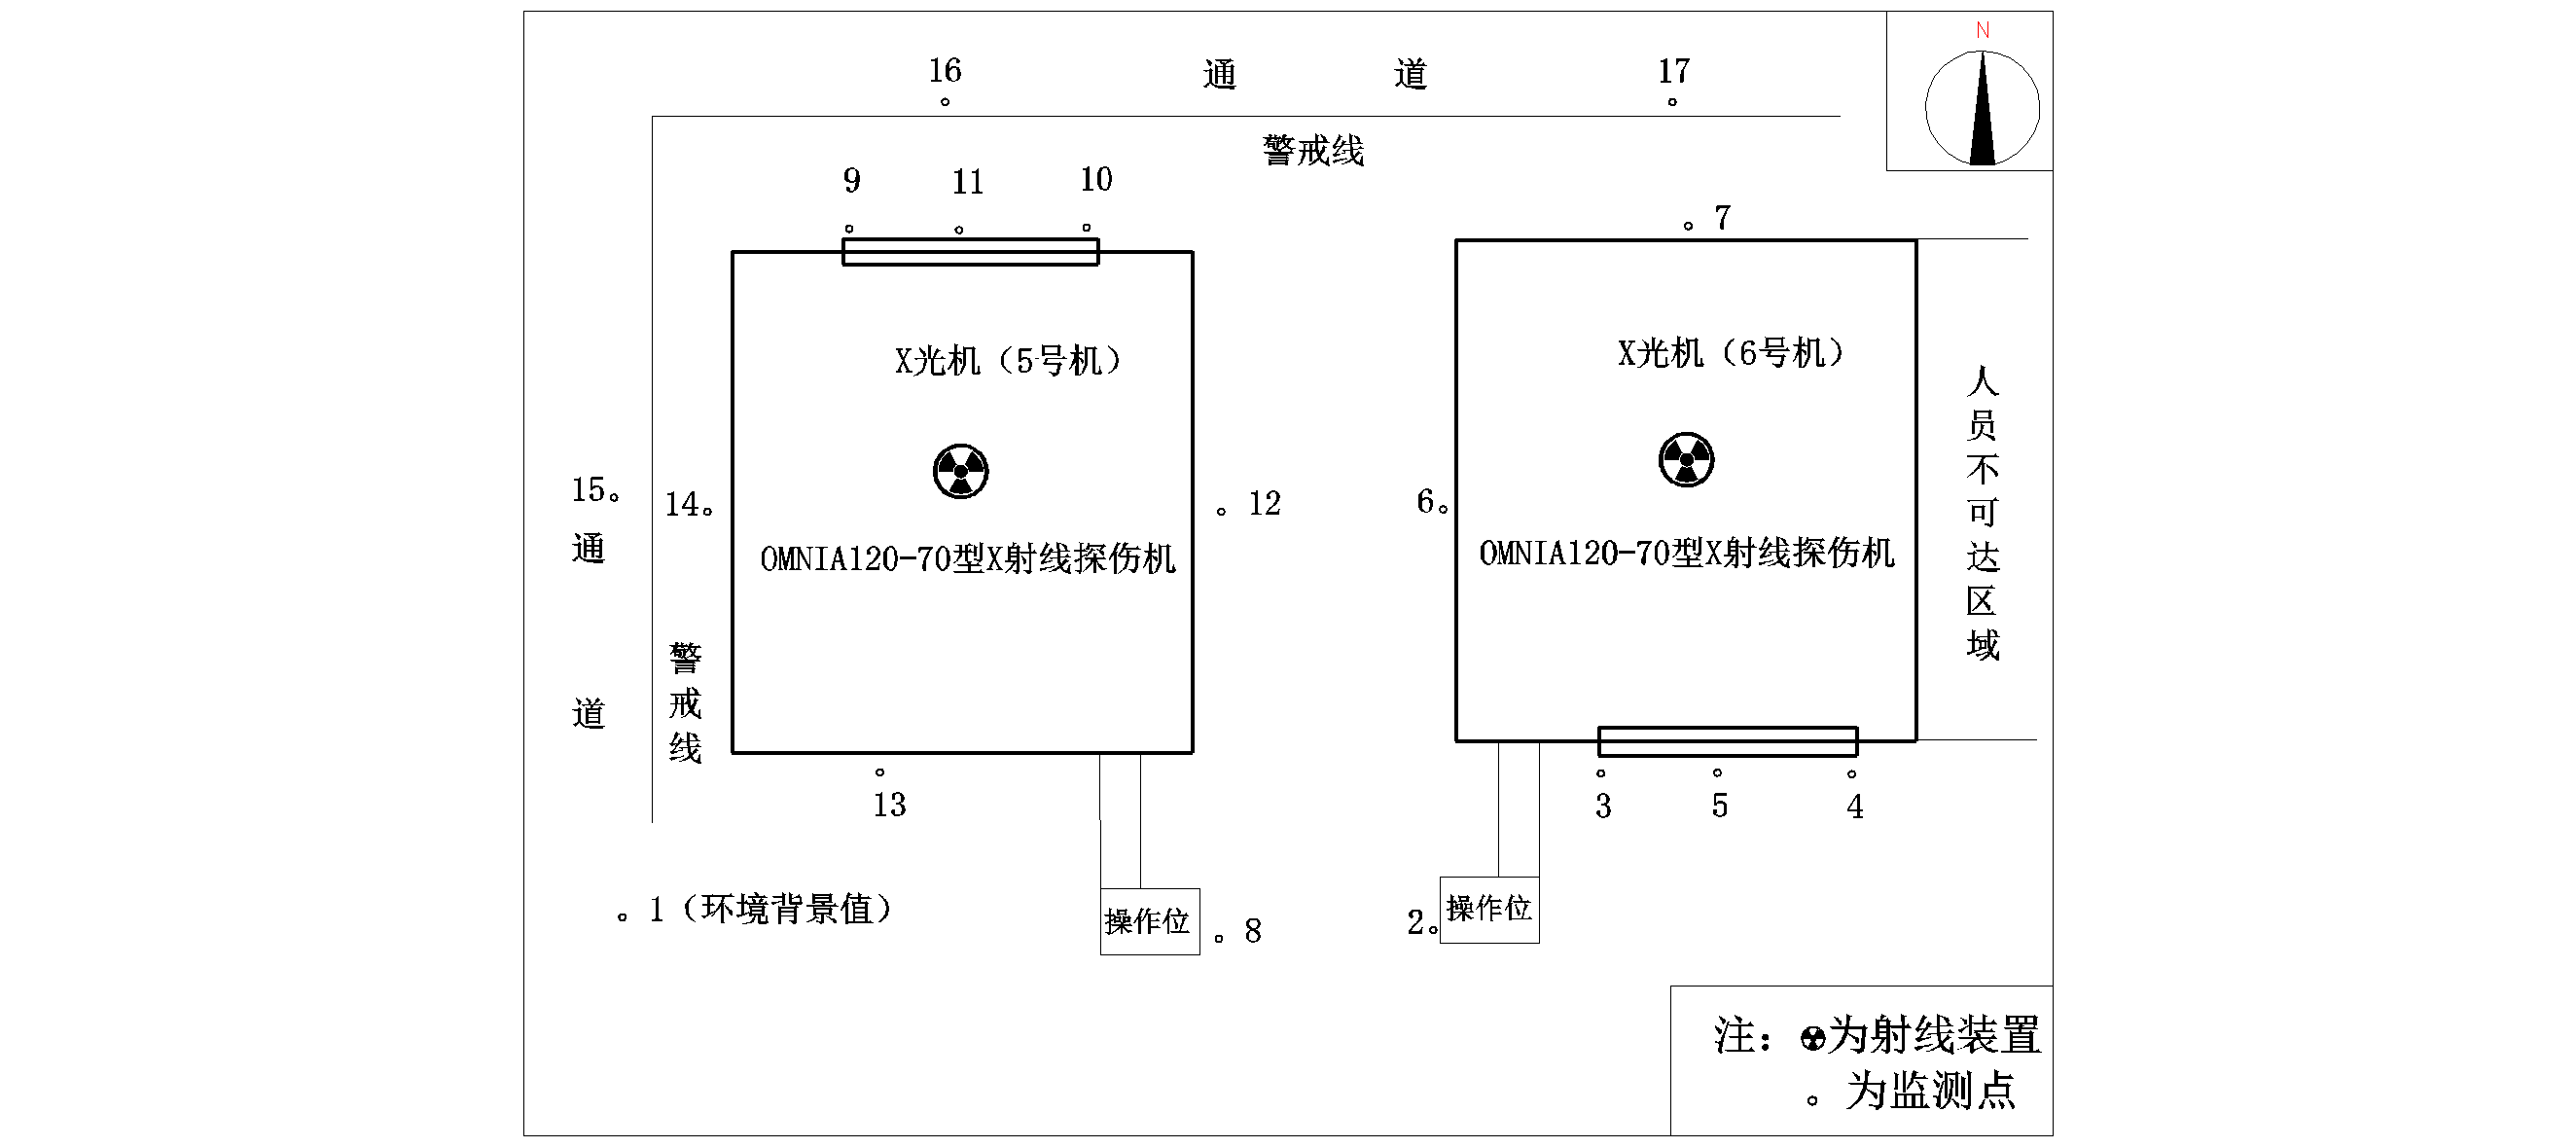 N
16
通 道
17
警戒线
9
11
10
7
X光机（5号机）
X光机（6号机）
人员不可达区域
15
14
12
6
通
道
OMNIA120-70型X射线探伤机
OMNIA120-70型X射线探伤机
警戒线
13
3
5
4
1（环境背景值）
操作位
8
2
操作位
注：为射线装置
为监测点